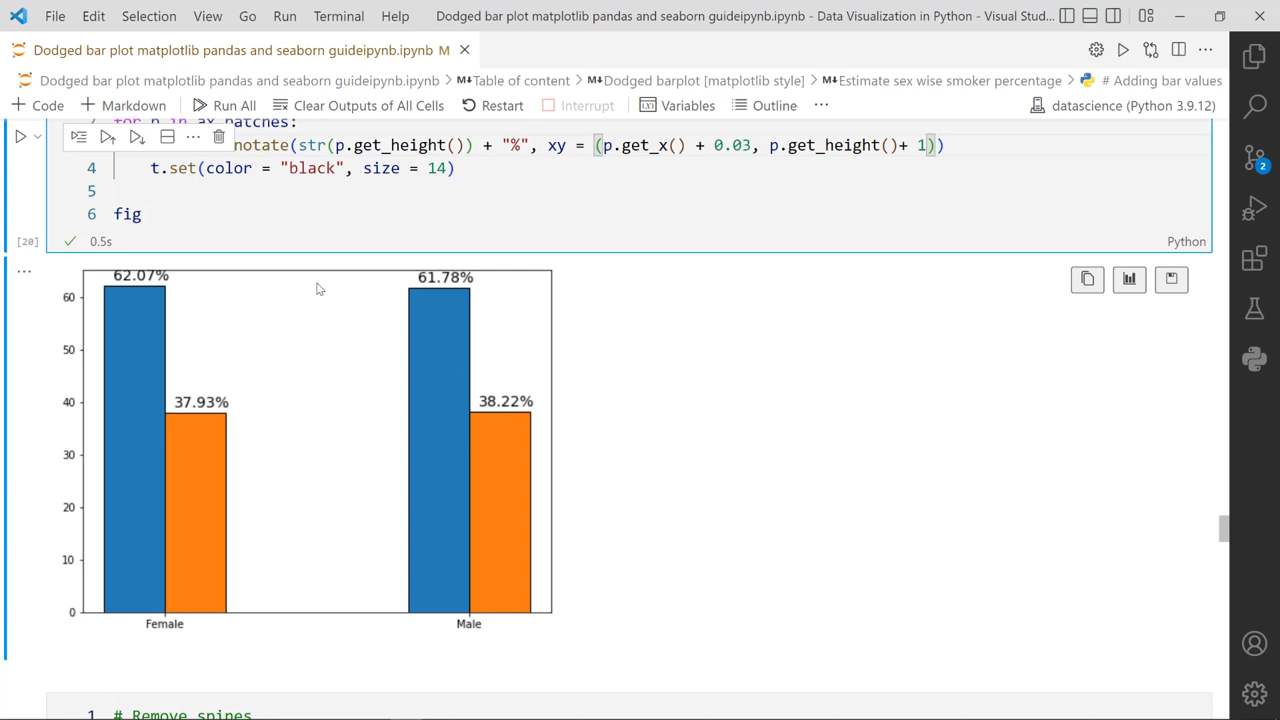 File Edit Selection View Go Run Terminal Help Dodged bar plot matplotlib pandas and seaborn guideipynb.ipynb - Data Visualization in Python - Visual Stud...
Dodged bar plot matplotlib pandas and seaborn guideipynb.ipynb M
Dodged bar plot matplotlib pandas and seaborn guideipynb.ipynb > Table of content > Dodged barplot [matplotlib style] > Estimate sex wise smoker percentage > # Adding bar values
+ Code + Markdown Run All Clear Outputs of All Cells Restart Interrupt Variables Outline ... datascience (Python 3.9.12)
2 for p in ax.patches:
notate(str(p.get_height()) + "%", xy = (p.get_x() + 0.03, p.get_height()+ 1))
4 t.set(color = "black", size = 14)
5
6 fig
[20] 0.5s Python
62.07% 61.78%
60
50
40 37.93% 38.22%
30
20
10
0
Female Male
1 # Remove spines
2